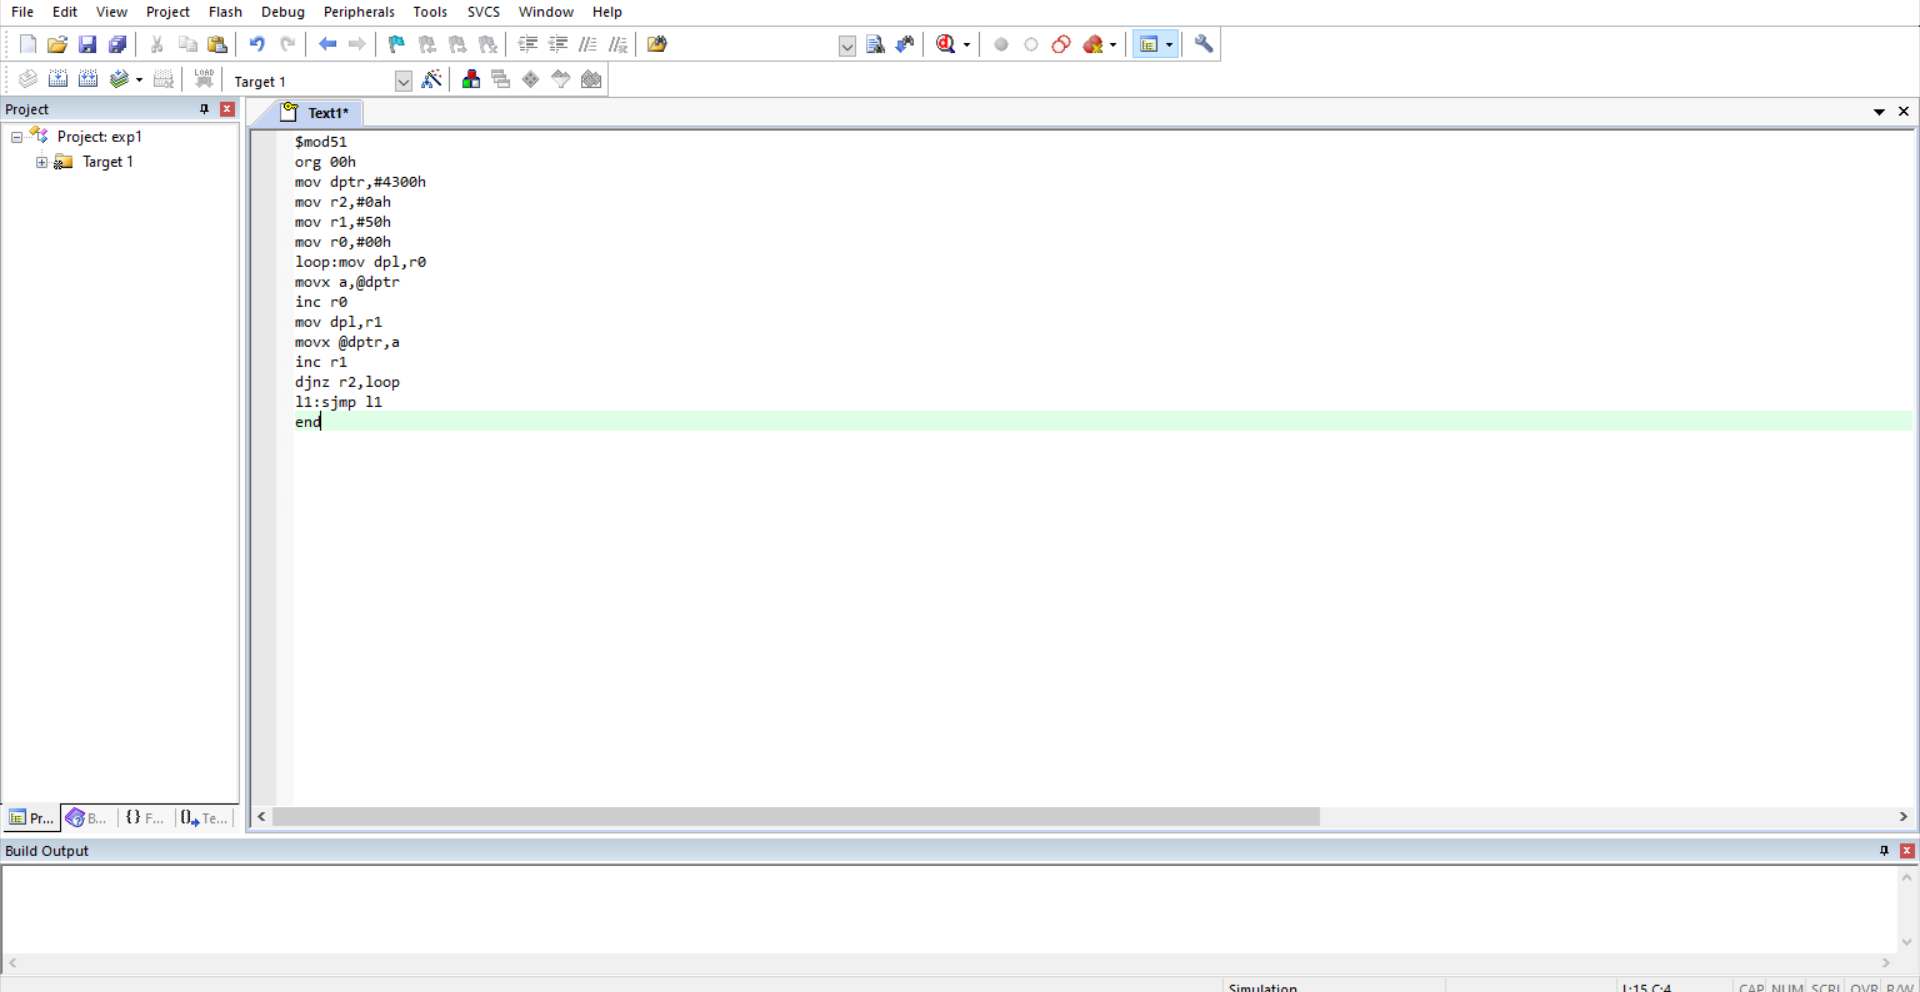 File Edit View Project Flash Debug Peripherals Tools SVCS Window Help
LOAD
Target 1
Project
Text1*
Project: exp1
Target 1
$mod51
org 00h
mov dptr,#4300h
mov r2,#0ah
mov r1,#50h
mov r0,#00h
loop:mov dpl,r0
movx a,@dptr
inc r0
mov dpl,r1
movx @dptr,a
inc r1
djnz r2,loop
l1:sjmp l1
end
Pr... B... {} F... Te...
Build Output
Simulation L:15 C:4 CAP NUM SCRL OVR R/W